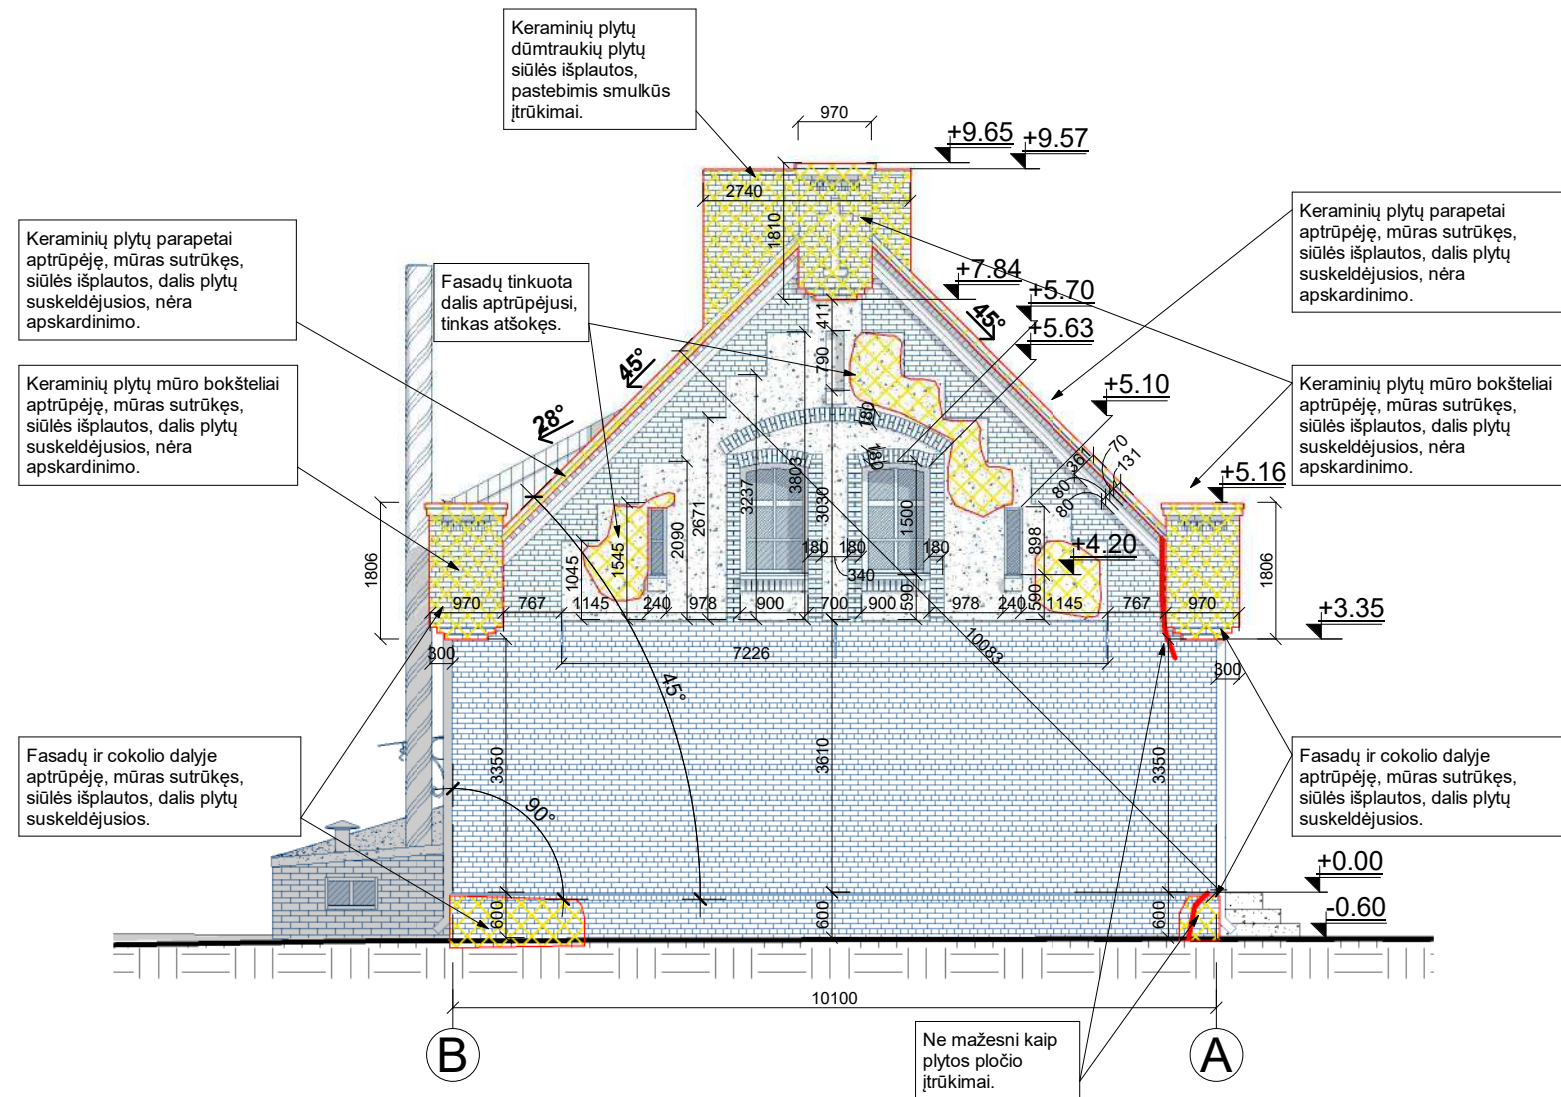 Keraminių plytų
dūmtraukių plytų
siūlės išplautos,
pastebimis smulkūs
įtrūkimai.
970
+9.65
+9.57
2740
1810
Keraminių plytų parapetai
aptrūpėję, mūras sutrūkęs,
siūlės išplautos, dalis plytų
suskeldėjusios, nėra
apskardinimo.
Keraminių plytų parapetai
aptrūpėję, mūras sutrūkęs,
siūlės išplautos, dalis plytų
suskeldėjusios, nėra
apskardinimo.
Fasadų tinkuota
dalis aptrūpėjusi,
tinkas atšokęs.
+7.84
+5.70
+5.63
45°
411
790
45°
28°
Keraminių plytų mūro bokšteliai
aptrūpėję, mūras sutrūkęs,
siūlės išplautos, dalis plytų
suskeldėjusios, nėra
apskardinimo.
Keraminių plytų mūro bokšteliai
aptrūpėję, mūras sutrūkęs,
siūlės išplautos, dalis plytų
suskeldėjusios, nėra
apskardinimo.
+5.10
180
180
361
70
131
80
80
+5.16
1806
1806
1045
1545
2090
2671
3237
3803
3030
1500
898
180
180
180
340
+4.20
590
590
970
767
1145
240
978
900
700
900
978
240
1145
767
970
+3.35
300
7226
10083
300
45°
3350
3610
3350
90°
Fasadų ir cokolio dalyje
aptrūpėję, mūras sutrūkęs,
siūlės išplautos, dalis plytų
suskeldėjusios.
Fasadų ir cokolio dalyje
aptrūpėję, mūras sutrūkęs,
siūlės išplautos, dalis plytų
suskeldėjusios.
+0.00
-0.60
600
600
600
10100
B
A
Ne mažesni kaip
plytos pločio
įtrūkimai.